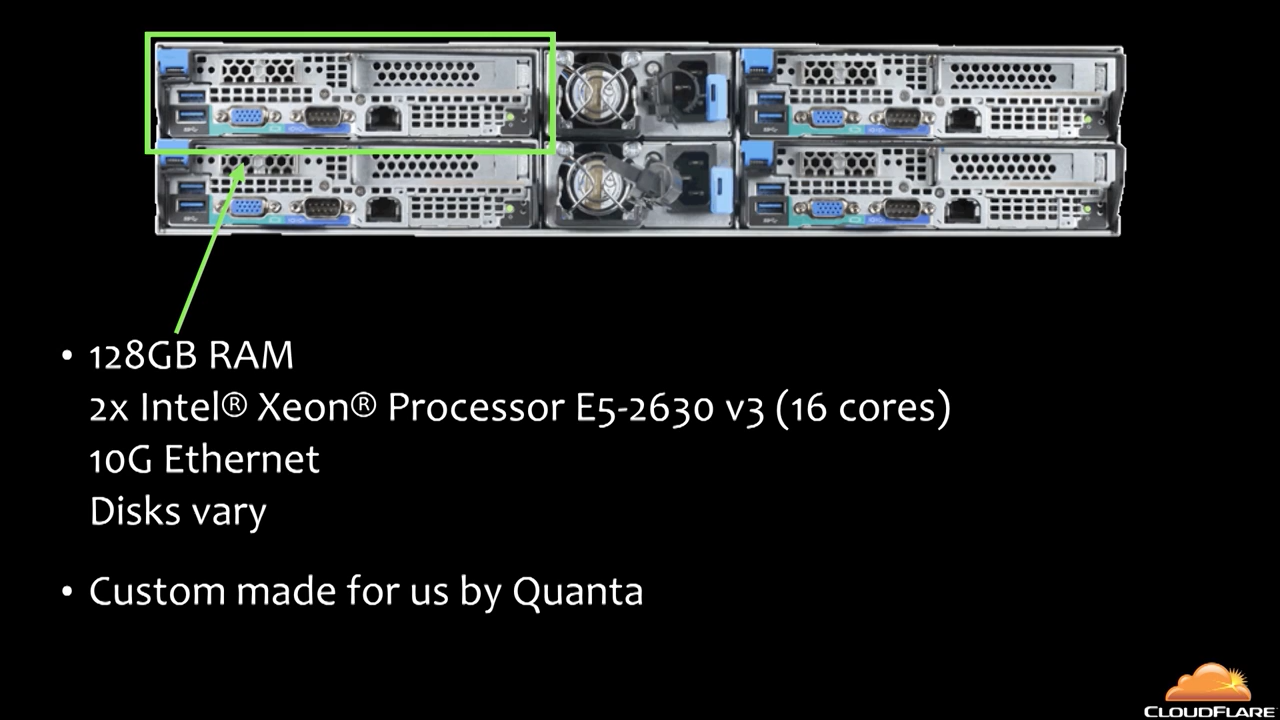 • 128GB RAM
2x Intel® Xeon® Processor E5-2630 v3 (16 cores)
10G Ethernet
Disks vary
• Custom made for us by Quanta
CLOUDFLARE